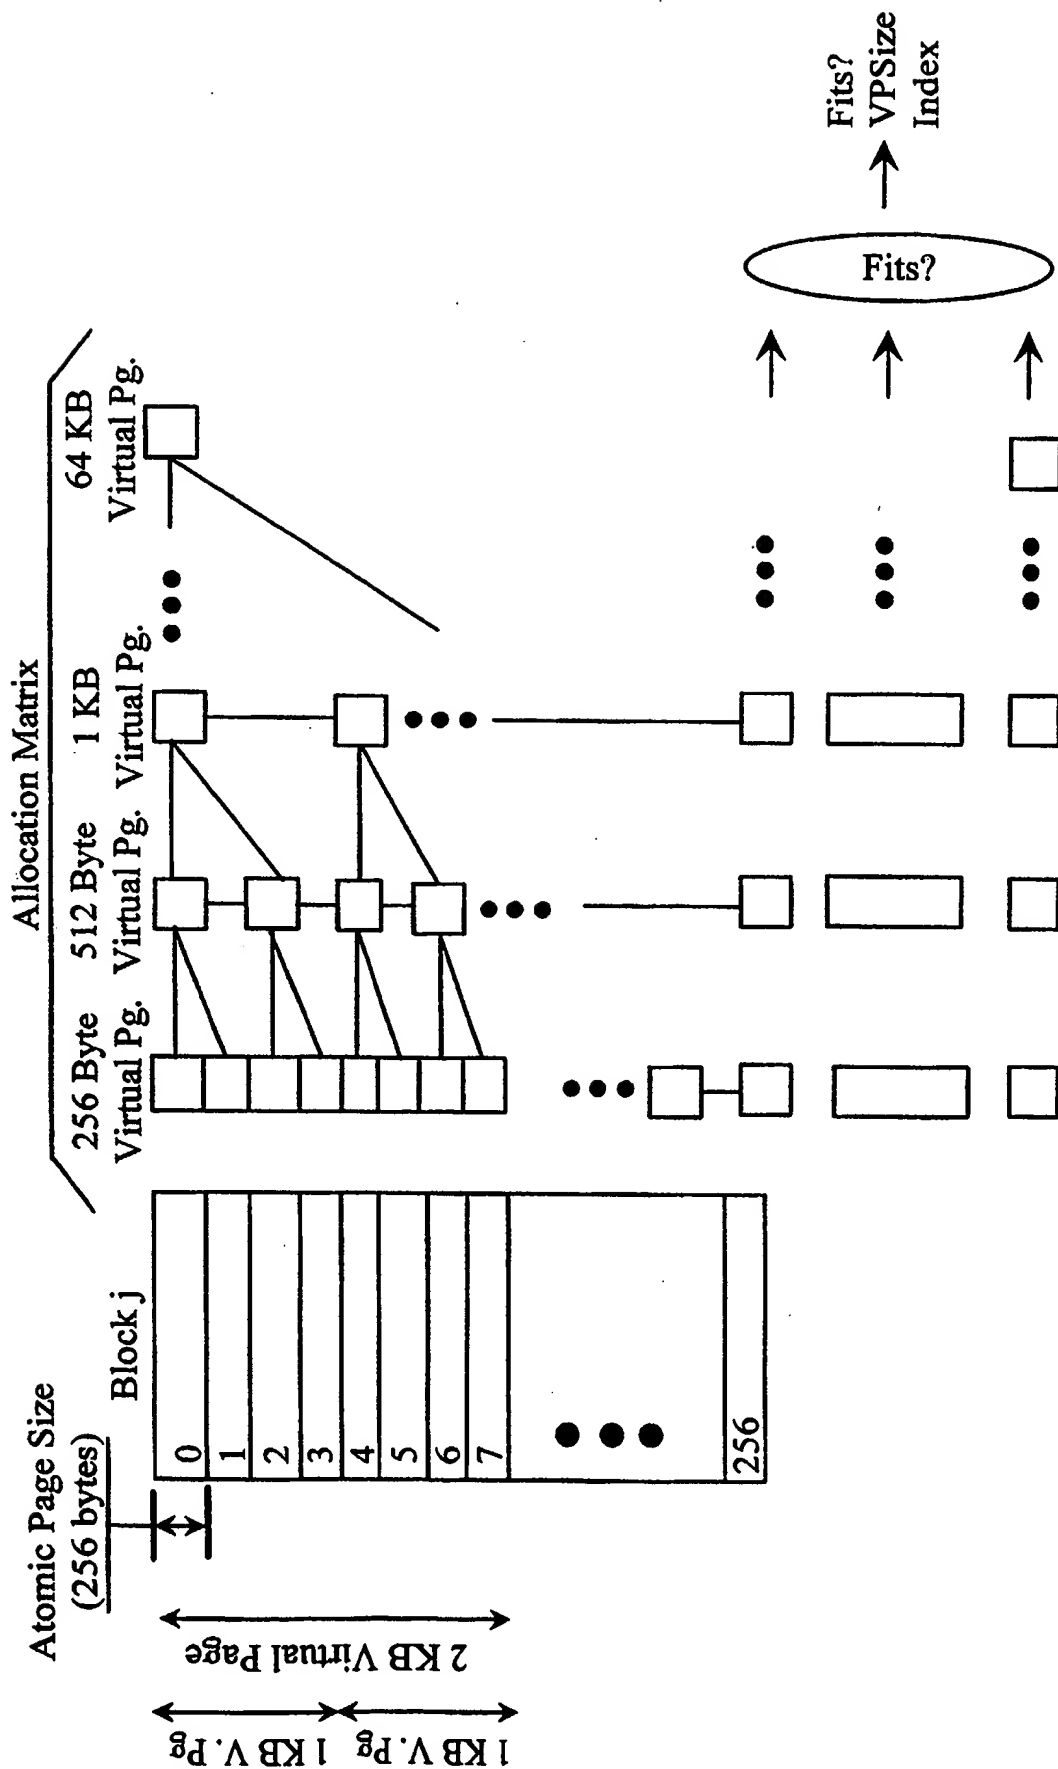 Allocation Matrix
Atomic Page Size
(256 bytes)
Block j
256 Byte
Virtual Pg.
512 Byte
Virtual Pg.
1 KB
Virtual Pg.
64 KB
Virtual Pg.
0
1
2
3
4
5
6
7
256
2 KB Virtual Page
1 KB V. Pg
1 KB V. Pg
Fits?
Fits?
VPSize
Index